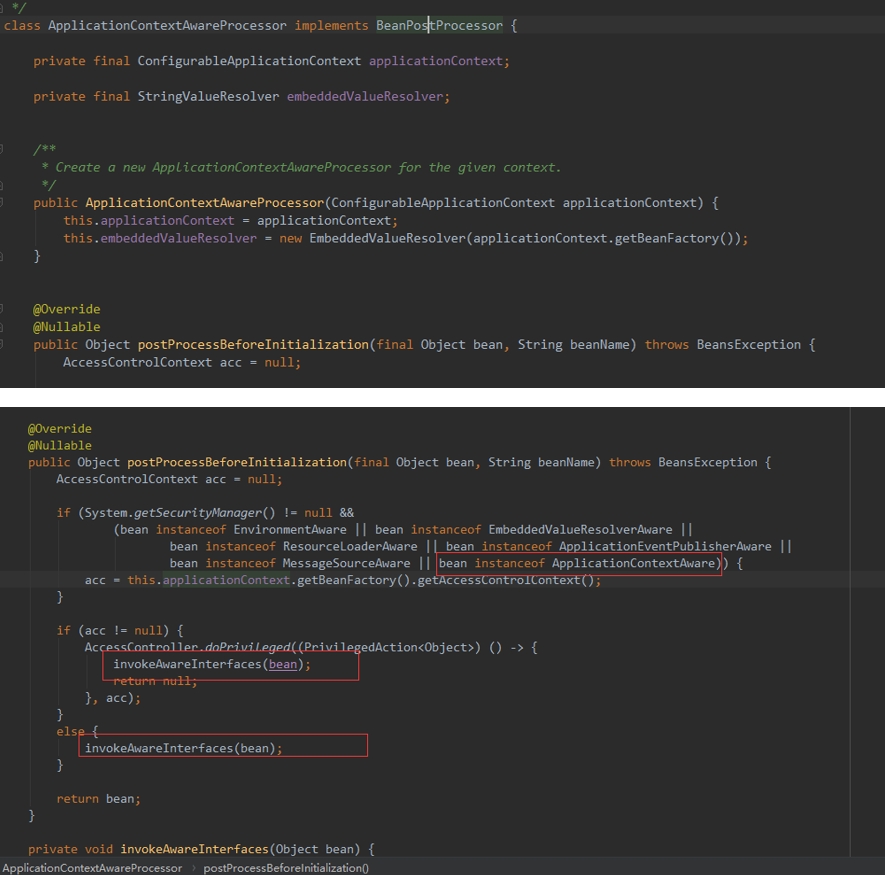 */
class ApplicationContextAwareProcessor implements BeanPostProcessor {
private final ConfigurableApplicationContext applicationContext;
private final StringValueResolver embeddedValueResolver;
/**
* Create a new ApplicationContextAwareProcessor for the given context.
*/
public ApplicationContextAwareProcessor(ConfigurableApplicationContext applicationContext) {
this.applicationContext = applicationContext;
this.embeddedValueResolver = new EmbeddedValueResolver(applicationContext.getBeanFactory());
}
@Override
@Nullable
public Object postProcessBeforeInitialization(final Object bean, String beanName) throws BeansException {
AccessControlContext acc = null;
@Override
@Nullable
public Object postProcessBeforeInitialization(final Object bean, String beanName) throws BeansException {
AccessControlContext acc = null;
if (System.getSecurityManager() != null &&
(bean instanceof EnvironmentAware || bean instanceof EmbeddedValueResolverAware ||
bean instanceof ResourceLoaderAware || bean instanceof ApplicationEventPublisherAware ||
bean instanceof MessageSourceAware || bean instanceof ApplicationContextAware)) {
acc = this.applicationContext.getBeanFactory().getAccessControlContext();
}
if (acc != null) {
AccessController.doPrivileged((PrivilegedAction<Object>) () -> {
invokeAwareInterfaces(bean);
return null;
}, acc);
}
else {
invokeAwareInterfaces(bean);
}
return bean;
}
private void invokeAwareInterfaces(Object bean) {
ApplicationContextAwareProcessor › postProcessBeforeInitialization()